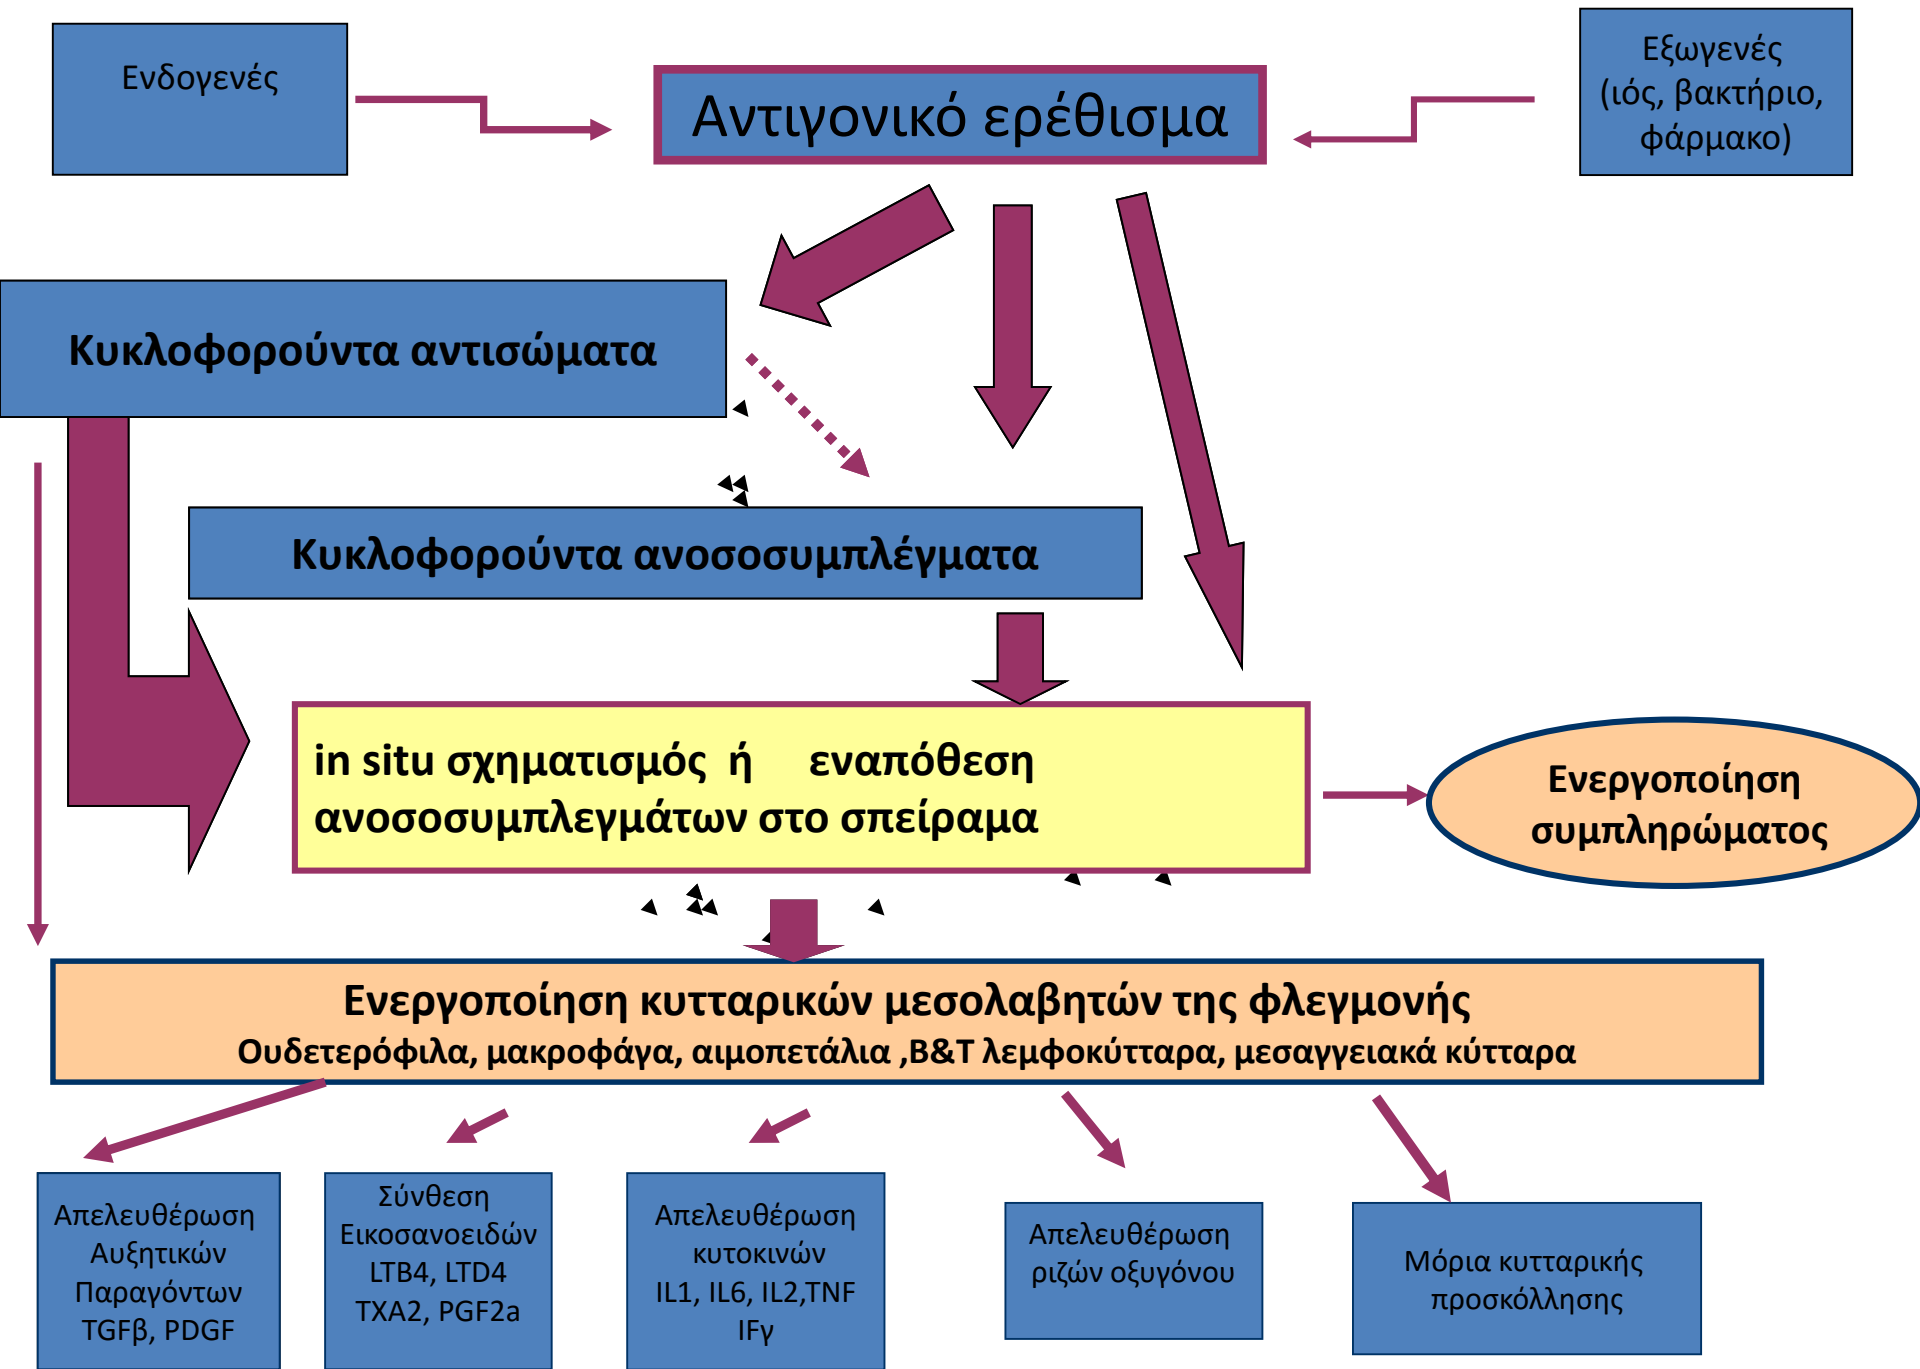 Ενδογενές
Αντιγονικό ερέθισμα
Εξωγενές
(ιός, βακτήριο,
φάρμακο)
Κυκλοφορούντα αντισώματα
Κυκλοφορούντα ανοσοσυμπλέγματα
in situ σχηματισμός ή εναπόθεση
ανοσοσυμπλεγμάτων στο σπείραμα
Ενεργοποίηση
συμπληρώματος
Ενεργοποίηση κυτταρικών μεσολαβητών της φλεγμονής
Ουδετερόφιλα, μακροφάγα, αιμοπετάλια ,Β&Τ λεμφοκύτταρα, μεσαγγειακά κύτταρα
Απελευθέρωση
Αυξητικών
Παραγόντων
TGFβ, PDGF
Σύνθεση
Εικοσανοειδών
LTB4, LTD4
TXA2, PGF2a
Απελευθέρωση
κυτοκινών
IL1, IL6, IL2,TNF
IFγ
Απελευθέρωση
ριζών οξυγόνου
Μόρια κυτταρικής
προσκόλλησης